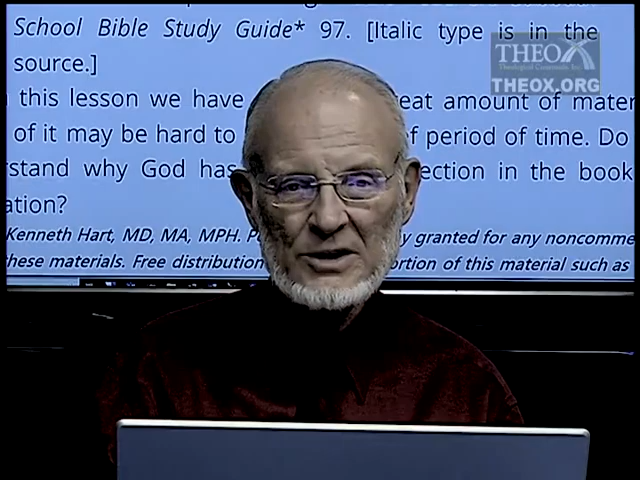 School Bible Study Guide* 97. [Italic type is in the
source.]
THEOX
THEOX.ORG
this lesson we have eat amount of mater
of it may be hard to f period of time. Do
rstand why God has ection in the book
ation?
Kenneth Hart, MD, MA, MPH. P y granted for any noncomme
hese materials. Free distribution ortion of this material such as